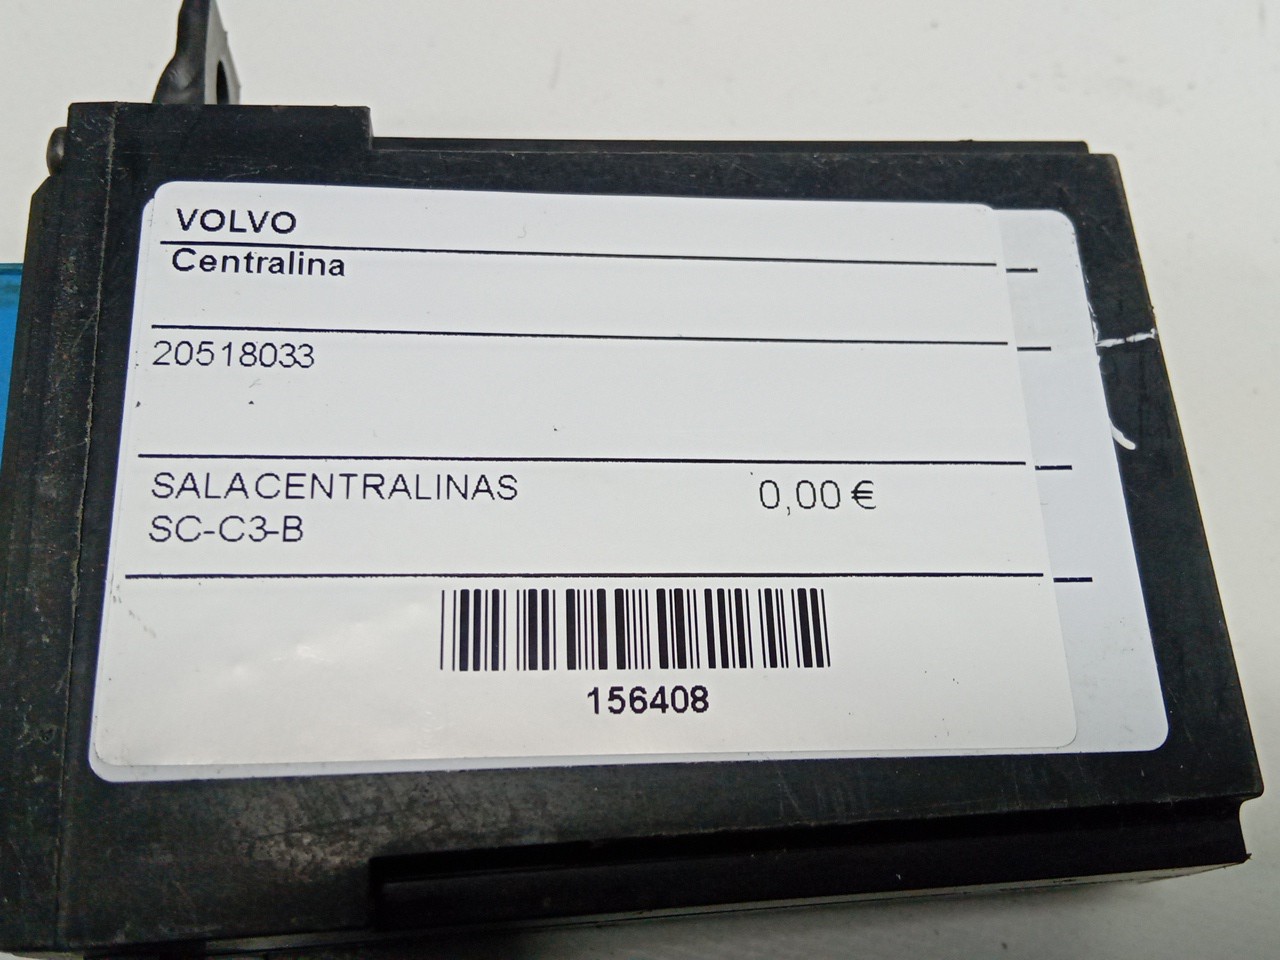 VOLVO
Centralina
20518033
SALACENTRALINAS 0,00 €
SC-C3-B
156408